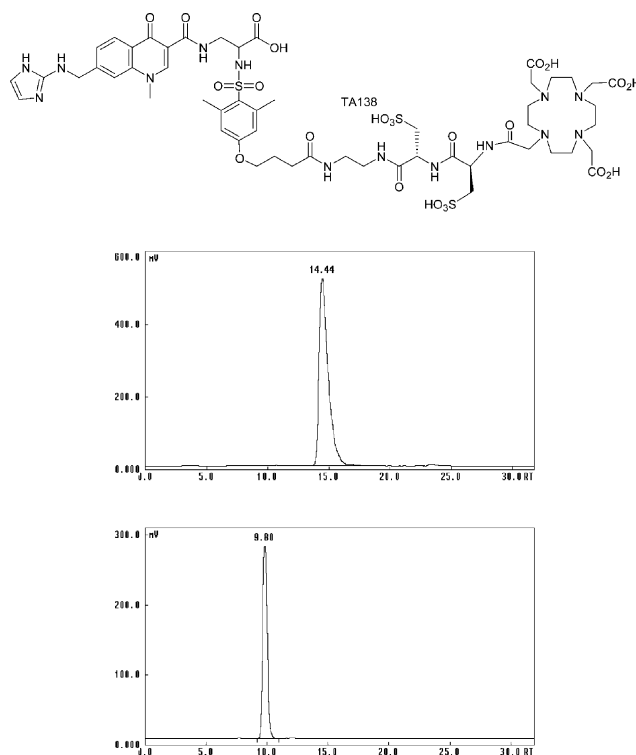 O
O
O
HN
H
N
N
H
OH
NH
N
N
O=S=O
O
O
N
H
H
N
O
HO3S
TA138
N
H
O
H
N
O
HO3S
CO2H
CO2H
N
N
N
N
CO2H
600.0
mV
14.44
400.0
200.0
0.000
0.0
5.0
10.0
15.0
20.0
25.0
30.0 RT
300.0
mV
9.80
200.0
100.0
0.000
0.0
5.0
10.0
15.0
20.0
25.0
30.0 RT